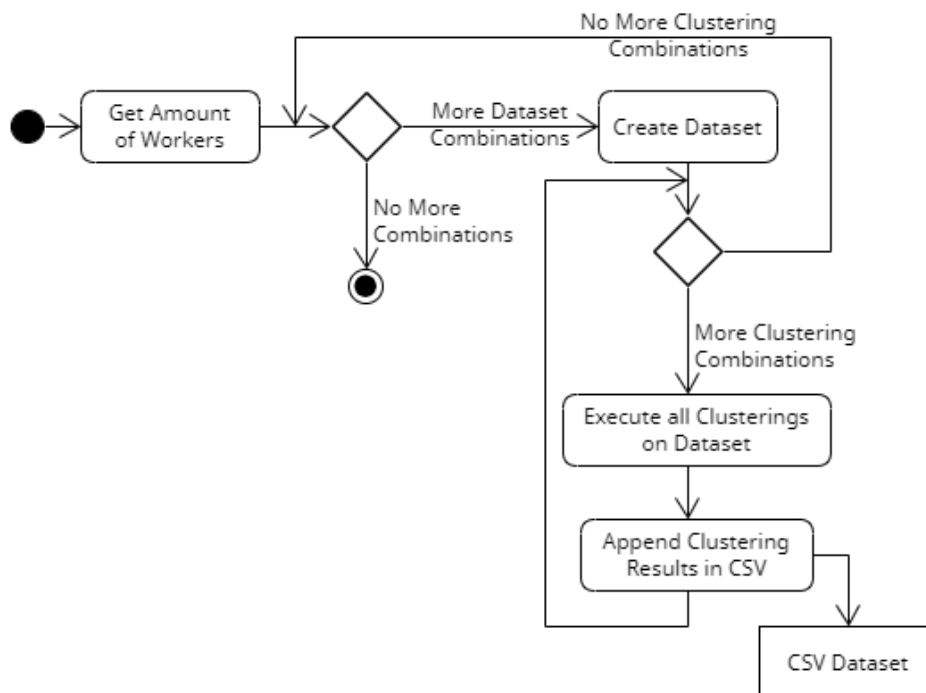 No More Clustering
Combinations
Get Amount
of Workers
More Dataset
Combinations
Create Dataset
No More
Combinations
More Clustering
Combinations
Execute all Clusterings
on Dataset
Append Clustering
Results in CSV
CSV Dataset